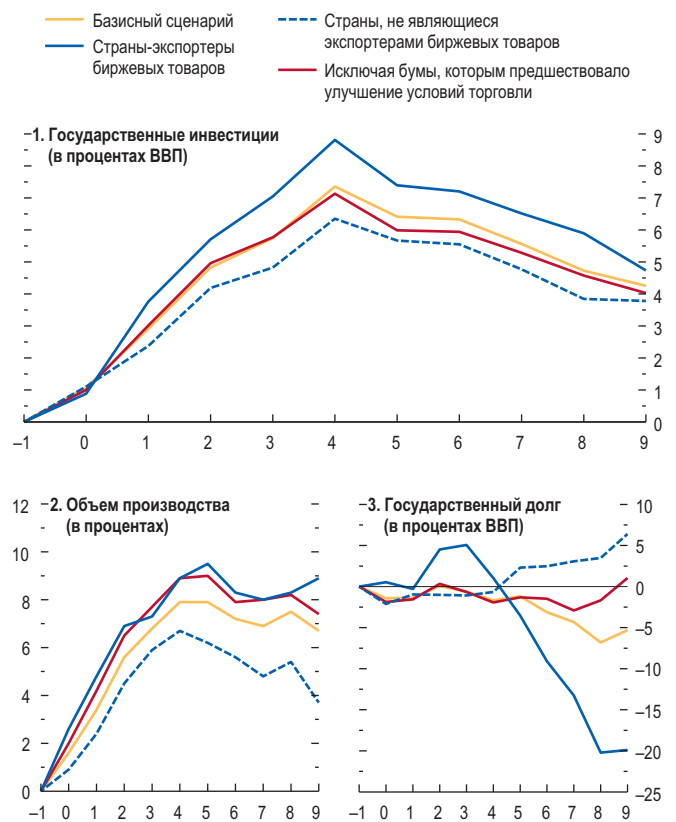 Базисный сценарий
Страны-экспортеры
биржевых товаров
Страны, не являющиеся
экспортерами биржевых товаров
Исключая бумы, которым предшествовало
улучшение условий торговли
1. Государственные инвестиции
(в процентах ВВП)
9
8
7
6
5
4
3
2
1
0
–1 0 1 2 3 4 5 6 7 8 9
2. Объем производства
(в процентах)
12
10
8
6
4
2
0
–1 0 1 2 3 4 5 6 7 8 9
3. Государственный долг
(в процентах ВВП)
10
5
0
–5
–10
–15
–20
–25
–1 0 1 2 3 4 5 6 7 8 9